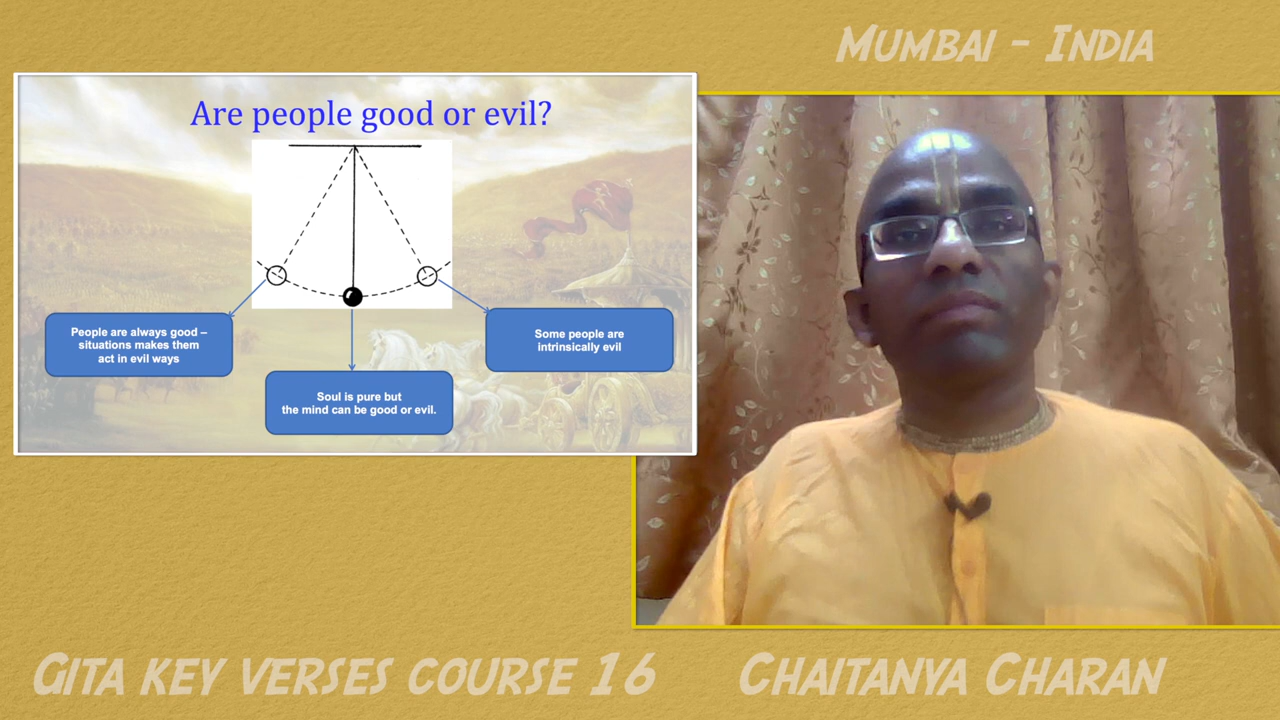 MUMBAI - INDIA
Are people good or evil?
People are always good –
situations makes them
act in evil ways
Soul is pure but
the mind can be good or evil.
Some people are
intrinsically evil
GITA KEY VERSES COURSE 16
CHAITANYA CHARAN